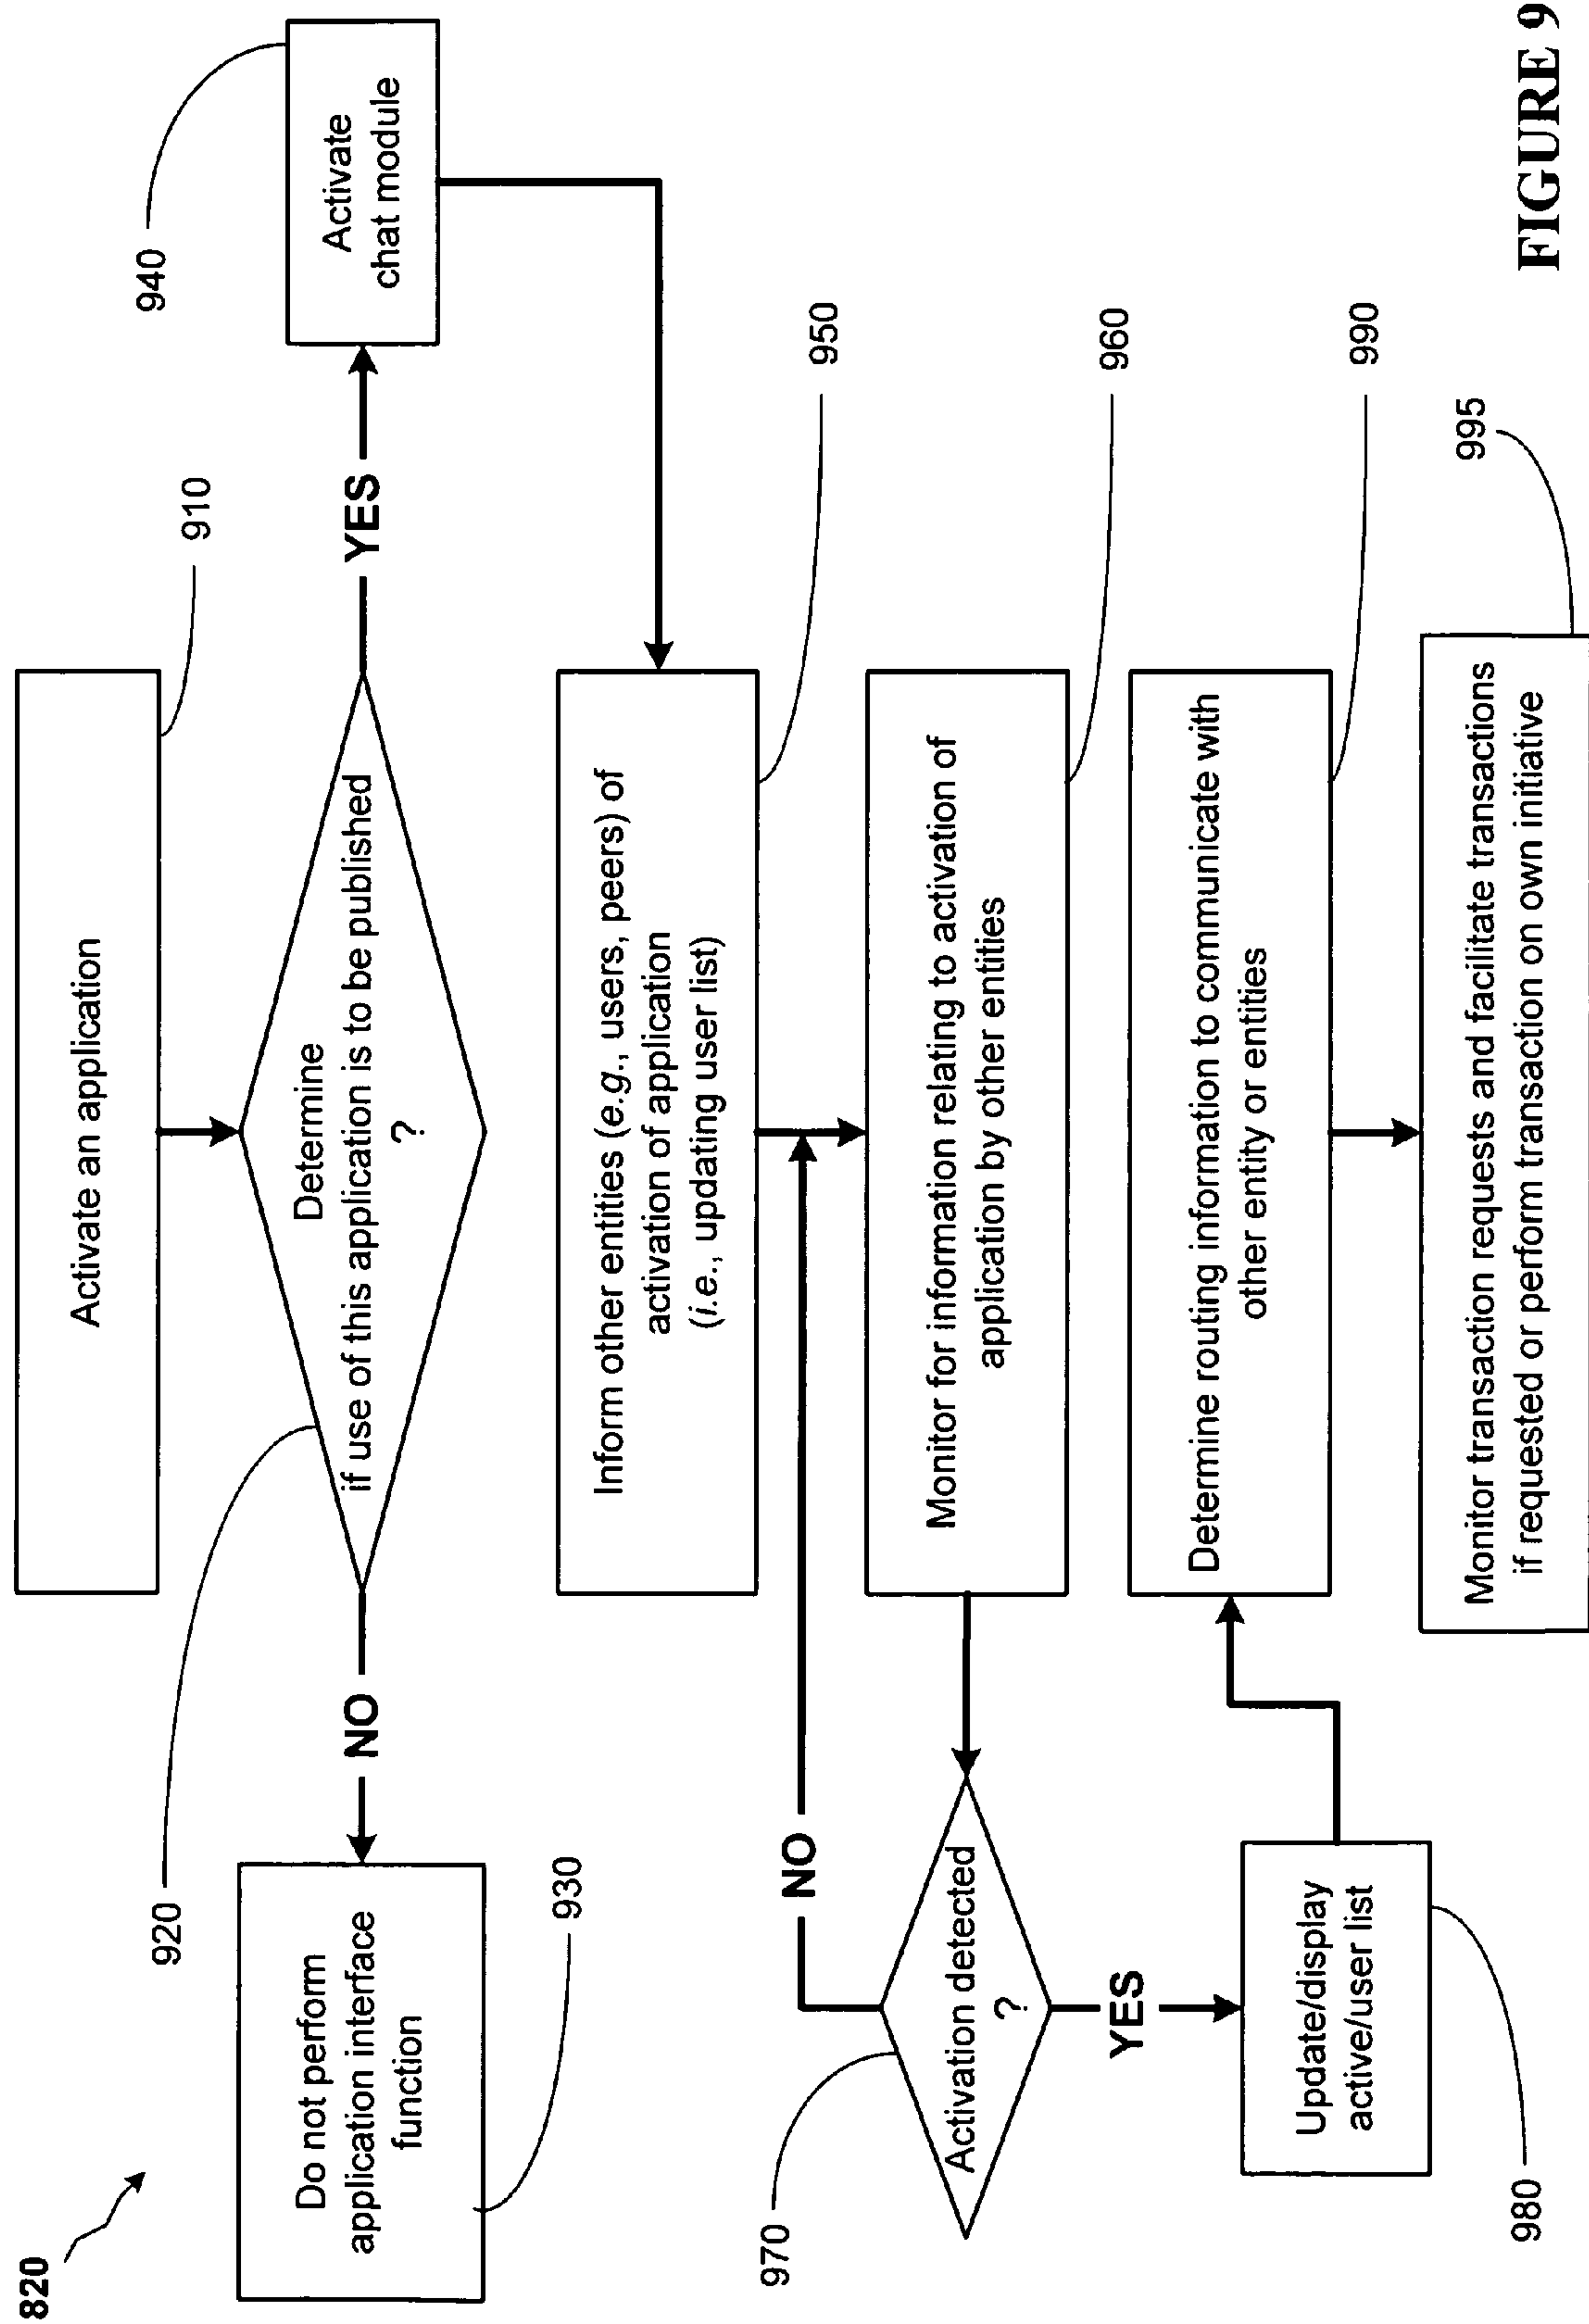 820
Activate an application
910
Determine
if use of this application is to be published
?
920
NO
YES
Do not perform
application interface
function
930
Activate
chat module
940
Inform other entities (e.g., users, peers) of
activation of application
(i.e., updating user list)
950
NO
Monitor for information relating to activation of
application by other entities
960
Activation detected
?
970
YES
Update/display
active/user list
980
Determine routing information to communicate with
other entity or entities
990
Monitor transaction requests and facilitate transactions
if requested or perform transaction on own initiative
995
FIGURE 9